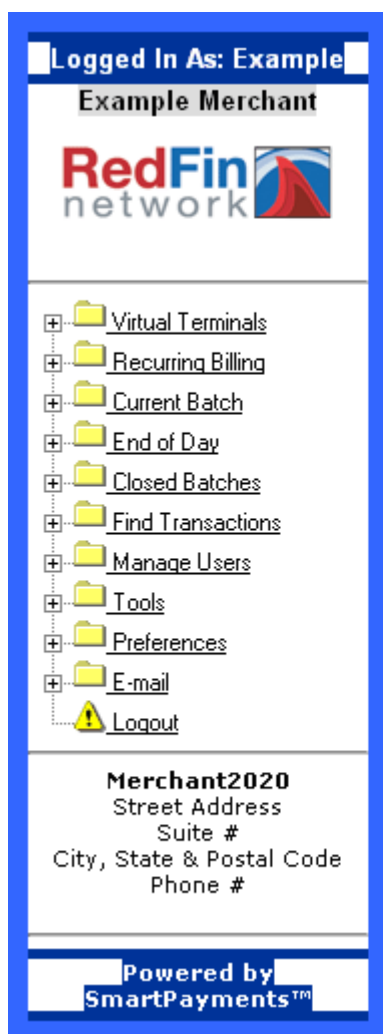 Logged In As: Example
Example Merchant
RedFin
network
Virtual Terminals
Recurring Billing
Current Batch
End of Day
Closed Batches
Find Transactions
Manage Users
Tools
Preferences
E-mail
Logout
Merchant2020
Street Address
Suite #
City, State & Postal Code
Phone #
Powered by
SmartPayments™